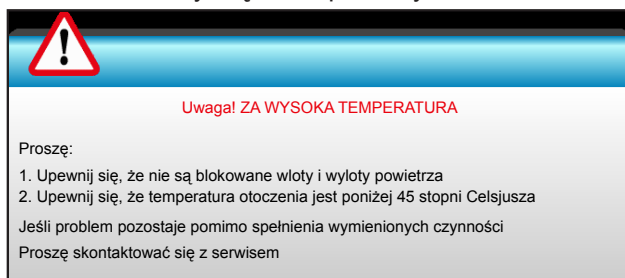 Uwaga! ZA WYSOKA TEMPERATURA
Proszę:
1. Upewnij się, że nie są blokowane wloty i wyloty powietrza
2. Upewnij się, że temperatura otoczenia jest poniżej 45 stopni Celsjusza
Jeśli problem pozostaje pomimo spełnienia wymienionych czynności
Proszę skontaktować się z serwisem